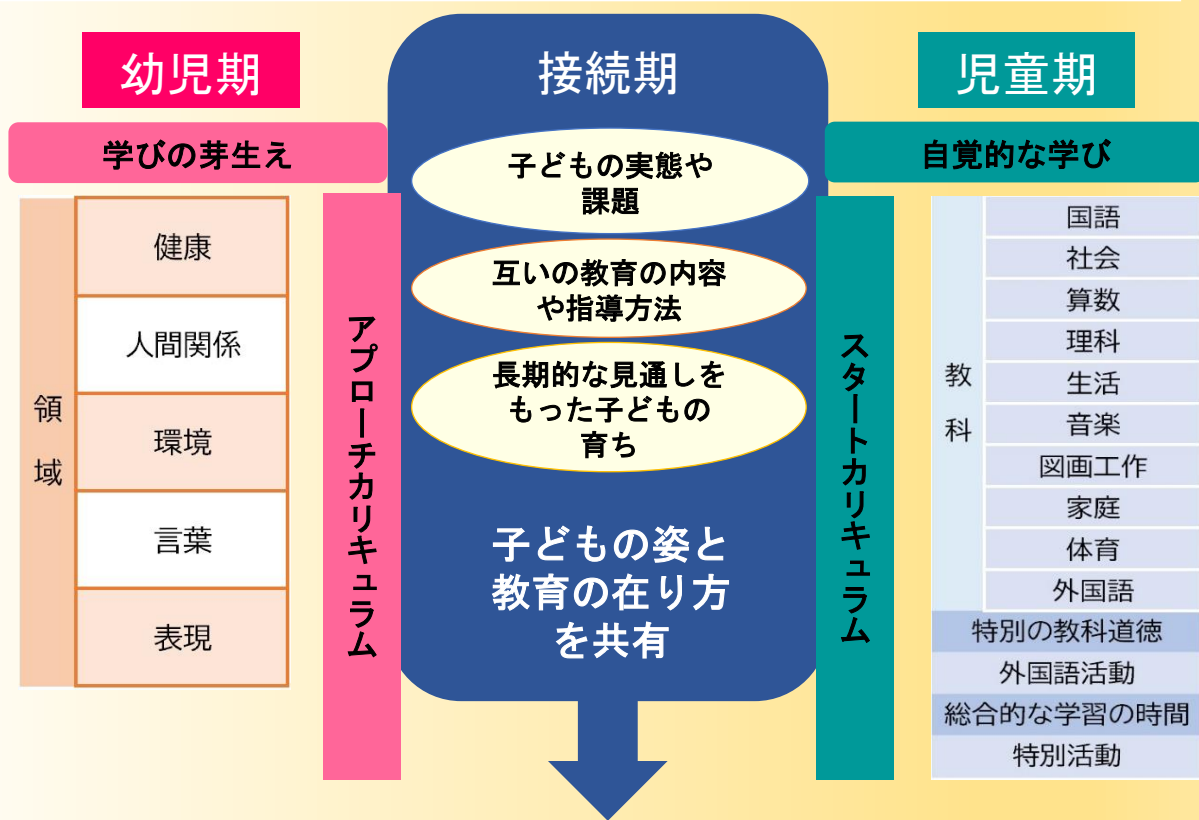 幼児期
学びの芽生え
領域
健康
人間関係
環境
言葉
表現
アプローチカリキュラム
接続期
子どもの実態や
課題
互いの教育の内容
や指導方法
長期的な見通しを
もった子どもの
育ち
子どもの姿と
教育の在り方
を共有
児童期
自覚的な学び
スタートカリキュラム
教科
国語
社会
算数
理科
生活
音楽
図画工作
家庭
体育
外国語
特別の教科道徳
外国語活動
総合的な学習の時間
特別活動